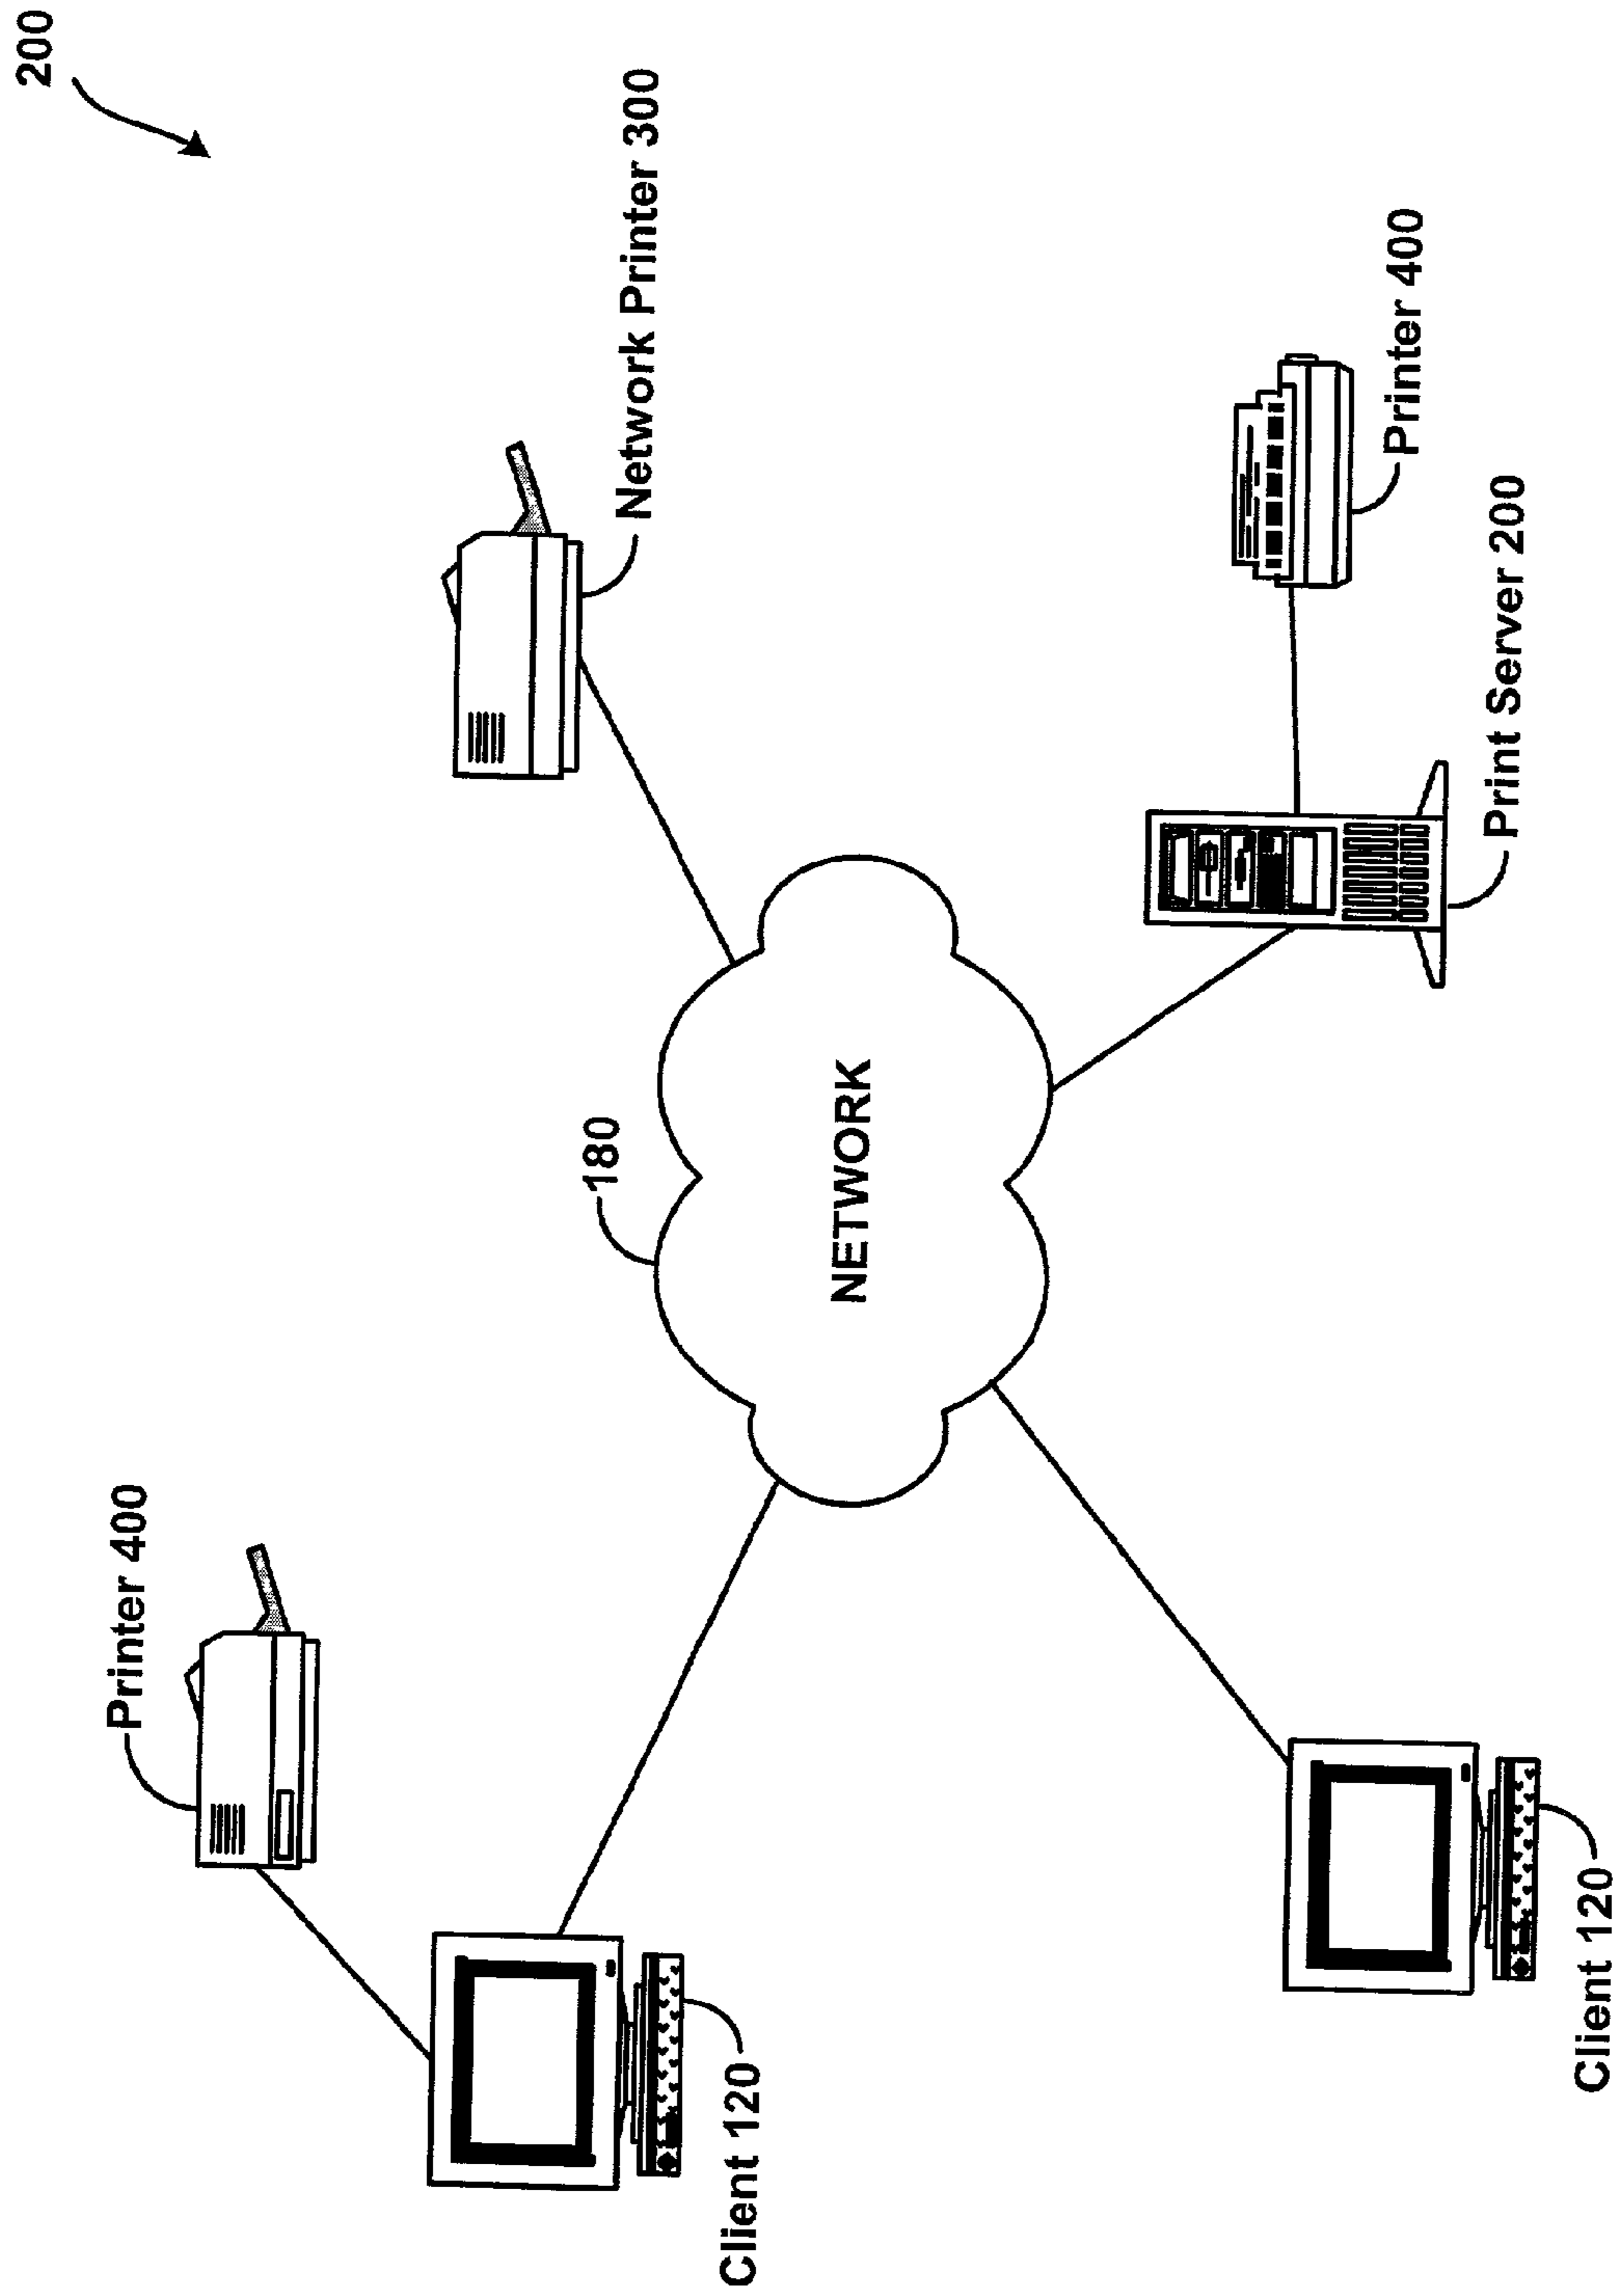 200
Printer 400
Network Printer 300
180
NETWORK
Client 120
Printer 400
Print Server 200
Client 120